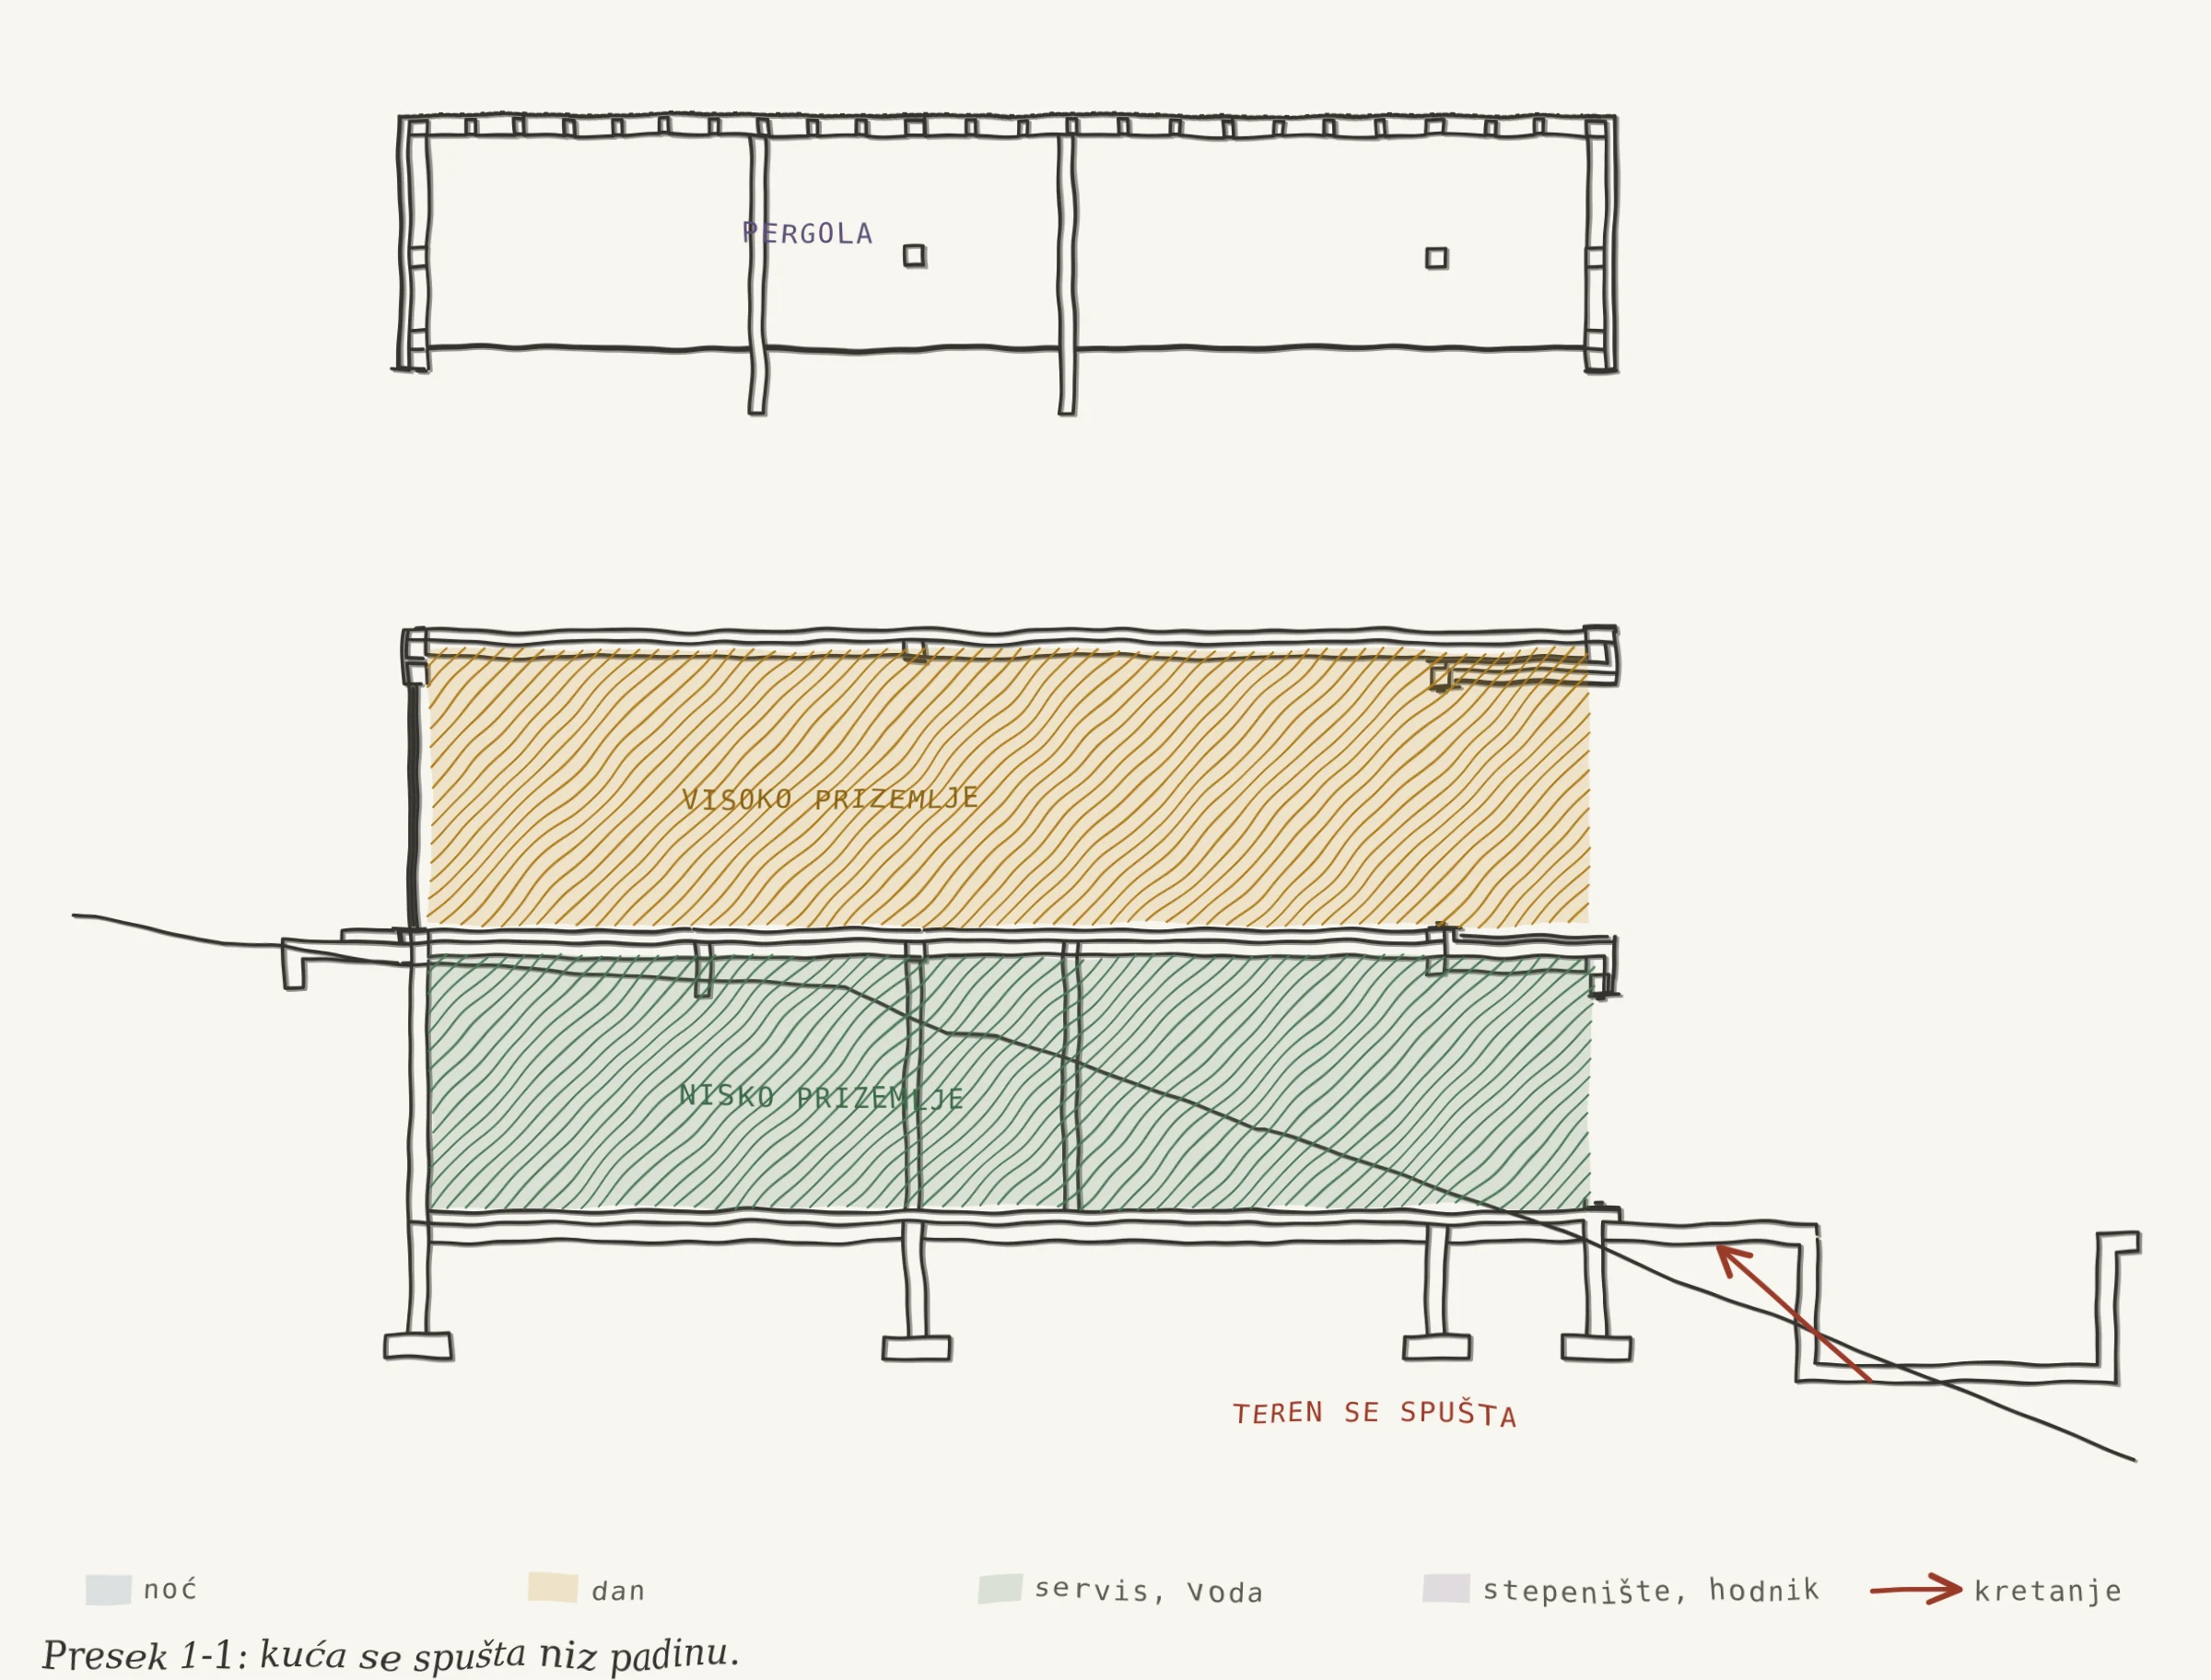 PERGOLA
VISOKO PRIZEMLJE
NISKO PRIZEMLJE
TEREN SE SPUŠTA
noć
dan
servis, voda
stepenište, hodnik
kretanje
Presek 1-1: kuća se spušta niz padinu.